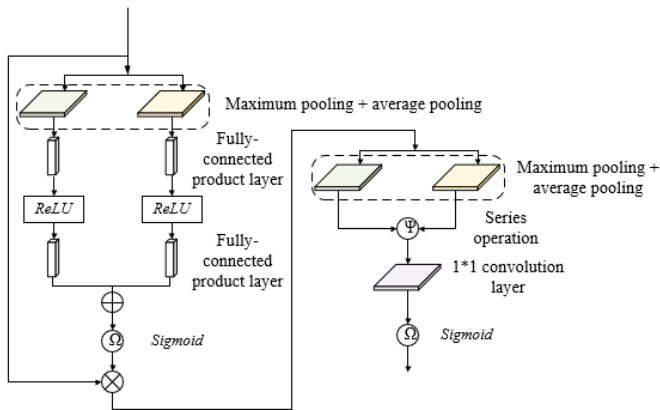 Maximum pooling + average pooling
Fully-
connected
product layer
ReLU
ReLU
Fully-
connected
product layer
Ω
Sigmoid
Maximum pooling +
average pooling
Ψ
Series
operation
1*1 convolution
layer
Ω
Sigmoid